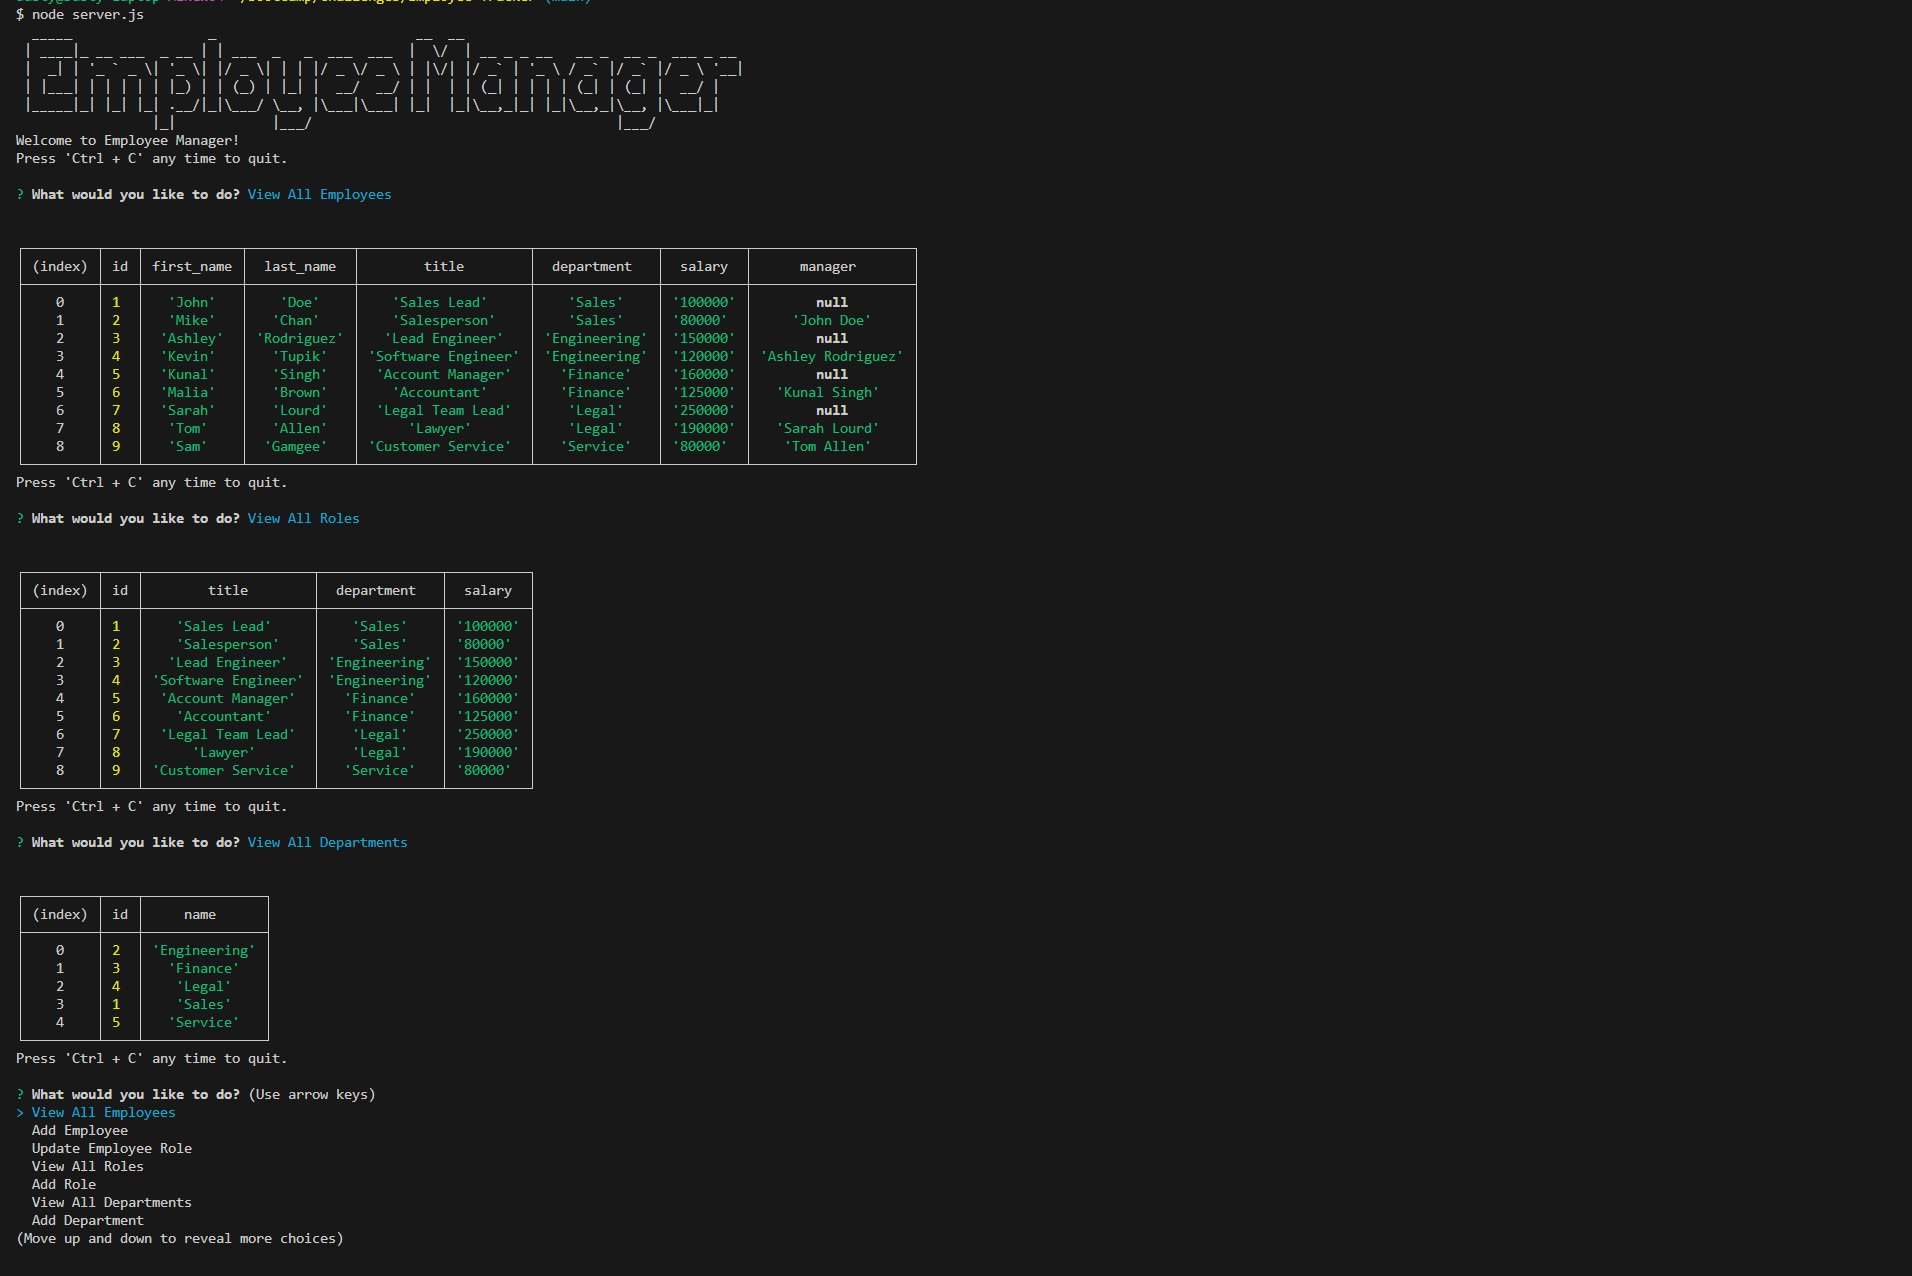 $ node server.js
EmployeeManager
Welcome to Employee Manager!
Press 'Ctrl + C' any time to quit.
? What would you like to do? View All Employees
(index) id first_name last_name title department salary manager
0 1 'John' 'Doe' 'Sales Lead' 'Sales' '100000' null
1 2 'Mike' 'Chan' 'Salesperson' 'Sales' '80000' 'John Doe'
2 3 'Ashley' 'Rodriguez' 'Lead Engineer' 'Engineering' '150000' null
3 4 'Kevin' 'Tupik' 'Software Engineer' 'Engineering' '120000' 'Ashley Rodriguez'
4 5 'Kunal' 'Singh' 'Account Manager' 'Finance' '160000' null
5 6 'Malia' 'Brown' 'Accountant' 'Finance' '125000' 'Kunal Singh'
6 7 'Sarah' 'Lourd' 'Legal Team Lead' 'Legal' '250000' null
7 8 'Tom' 'Allen' 'Lawyer' 'Legal' '190000' 'Sarah Lourd'
8 9 'Sam' 'Gamgee' 'Customer Service' 'Service' '80000' 'Tom Allen'
Press 'Ctrl + C' any time to quit.
? What would you like to do? View All Roles
(index) id title department salary
0 1 'Sales Lead' 'Sales' '100000'
1 2 'Salesperson' 'Sales' '80000'
2 3 'Lead Engineer' 'Engineering' '150000'
3 4 'Software Engineer' 'Engineering' '120000'
4 5 'Account Manager' 'Finance' '160000'
5 6 'Accountant' 'Finance' '125000'
6 7 'Legal Team Lead' 'Legal' '250000'
7 8 'Lawyer' 'Legal' '190000'
8 9 'Customer Service' 'Service' '80000'
Press 'Ctrl + C' any time to quit.
? What would you like to do? View All Departments
(index) id name
0 2 'Engineering'
1 3 'Finance'
2 4 'Legal'
3 1 'Sales'
4 5 'Service'
Press 'Ctrl + C' any time to quit.
? What would you like to do? (Use arrow keys)
> View All Employees
Add Employee
Update Employee Role
View All Roles
Add Role
View All Departments
Add Department
(Move up and down to reveal more choices)